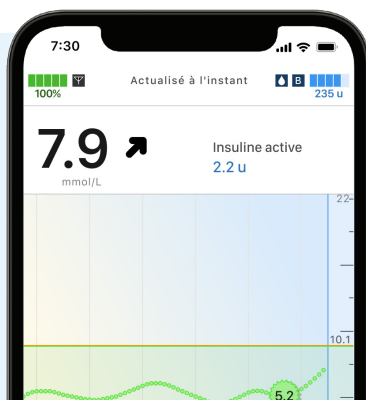 7:30
Actualisé à l'instant
B
100%
235 u
7.9
mmol/L
Insuline active
2.2 u
22
10.1
5.2